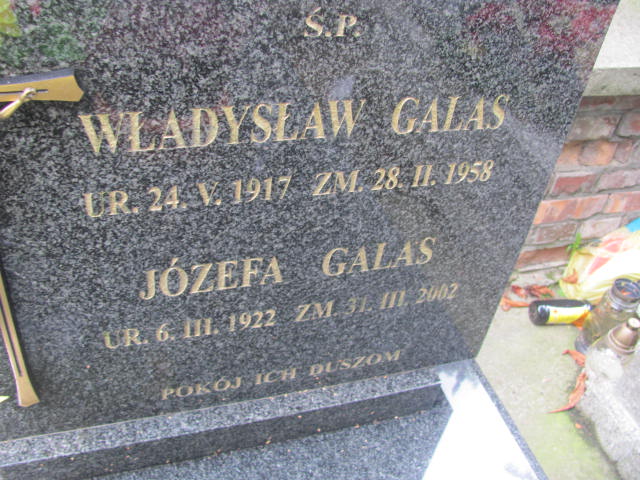 Ś.P.
WŁADYSŁAW GALAS
UR. 24. V. 1917 ZM. 28. II. 1958
JÓZEFA GALAS
UR. 6. III. 1922 ZM. 31. III. 2002
POKÓJ ICH DUSZOM